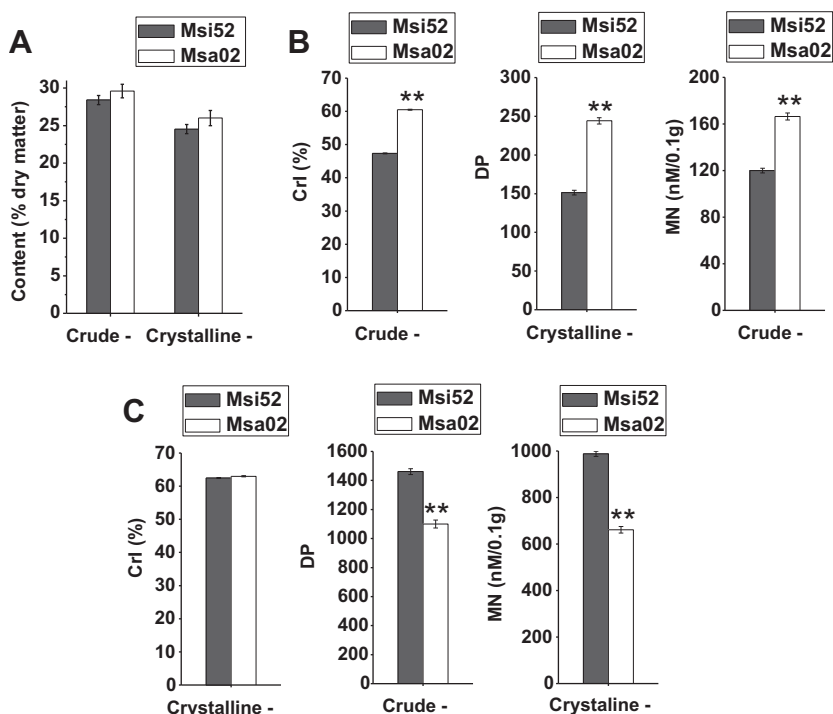 A
Msi52
Msa02
Content (% dry matter)
30
25
20
15
10
5
0
Crude -
Crystalline -
B
Msi52
Msa02
CrI (%)
70
60
50
40
30
20
10
0
**
Crude -
Msi52
Msa02
DP
300
250
200
150
100
50
0
**
Crystalline -
Msi52
Msa02
MN (nM/0.1g)
160
120
80
40
0
200
**
Crude -
C
Msi52
Msa02
CrI (%)
70
60
50
40
30
20
10
0
Crystalline -
Msi52
Msa02
DP
1600
1400
1200
1000
800
600
400
200
0
**
Crude -
Msi52
Msa02
MN (nM/0.1g)
1000
800
600
400
200
0
**
Crystaline -